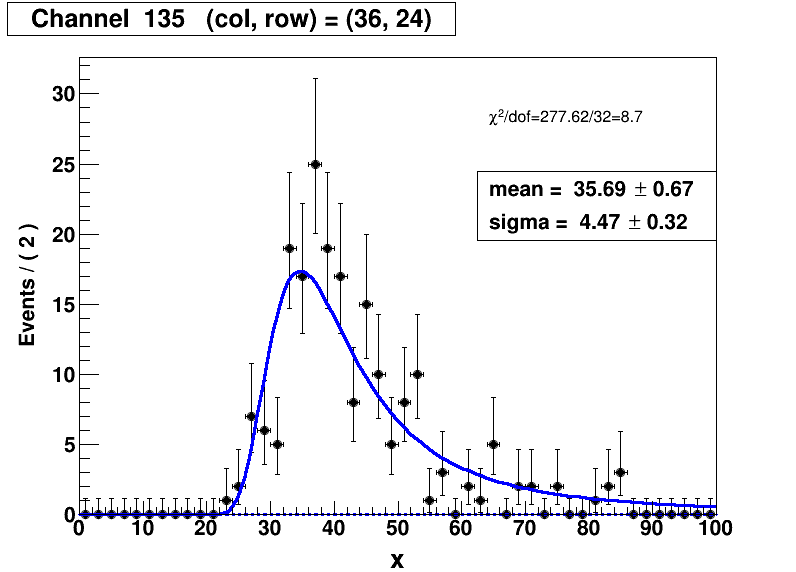 Channel 135 (col, row) = (36, 24)
χ²/dof=277.62/32=8.7
mean = 35.69 ± 0.67
sigma = 4.47 ± 0.32
Events / ( 2 )
30
25
20
15
10
5
0
0 10 20 30 40 50 60 70 80 90 100
x